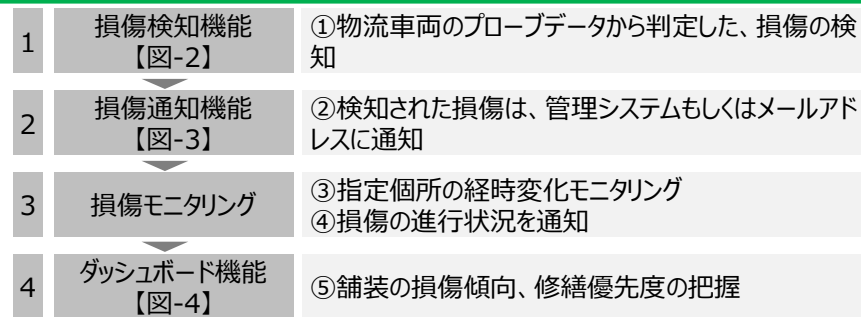 1
損傷検知機能
【図-2】
①物流車両のプローブデータから判定した、損傷の検
知
2
損傷通知機能
【図-3】
②検知された損傷は、管理システムもしくはメールアド
レスに通知
3
損傷モニタリング
③指定個所の経時変化モニタリング
④損傷の進行状況を通知
4
ダッシュボード機能
【図-4】
⑤舗装の損傷傾向、修繕優先度の把握